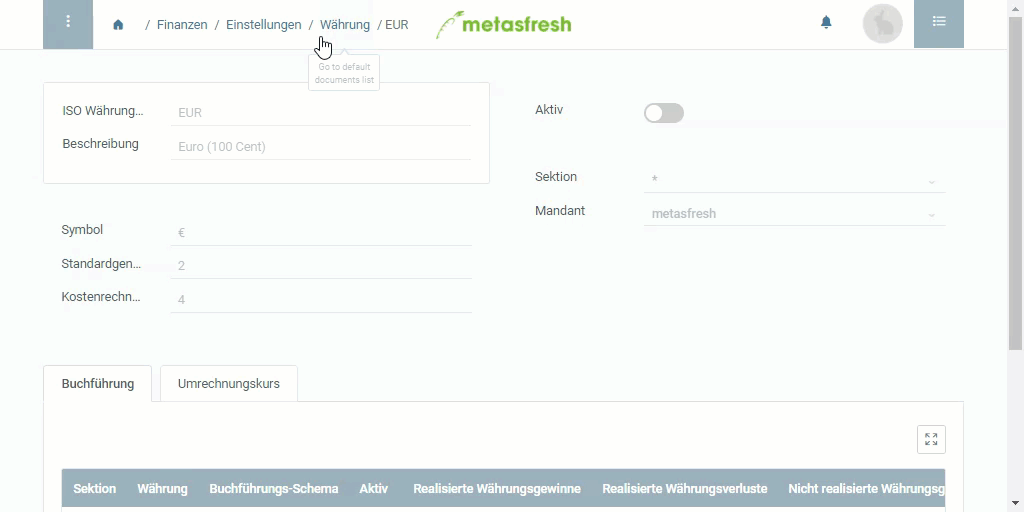 / Finanzen / Einstellungen / Währung / EUR
metasfresh
Go to default
documents list
ISO Währung... EUR
Beschreibung Euro (100 Cent)
Aktiv
Sektion *
Mandant metasfresh
Symbol €
Standardgen... 2
Kostenrechn... 4
Buchführung Umrechnungskurs
Sektion Währung Buchführungs-Schema Aktiv Realisierte Währungsgewinne Realisierte Währungsverluste Nicht realisierte Währungsg